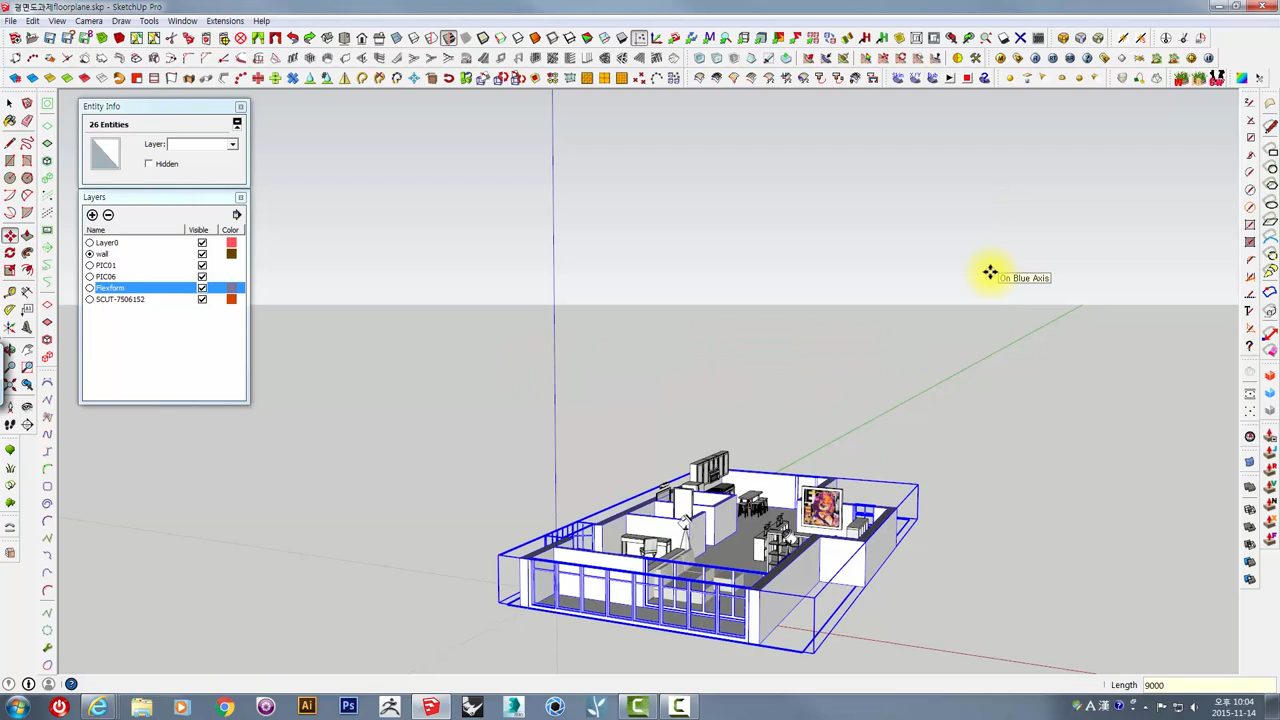 평면도과제floorplane.skp - SketchUp Pro
File Edit View Camera Draw Tools Window Extensions Help
Entity Info
26 Entities
Layer:
Hidden
Layers
Name Visible Color
Layer0
wall
PIC01
PIC06
Flexform
SCUT-7506152
On Blue Axis
Length 9000
A 漢
오후 10:04
2015-11-14